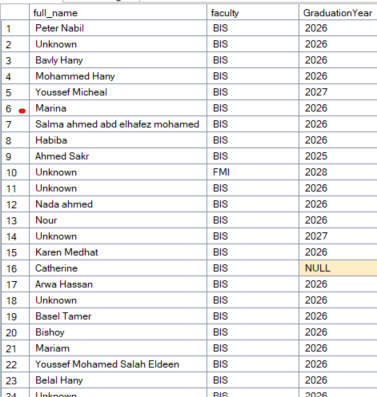 full_name faculty GraduationYear
1 Peter Nabil BIS 2026
2 Unknown BIS 2026
3 Bavly Hany BIS 2026
4 Mohammed Hany BIS 2026
5 Youssef Micheal BIS 2027
6 Marina BIS 2026
7 Salma ahmed abd elhafez mohamed BIS 2026
8 Habiba BIS 2026
9 Ahmed Sakr BIS 2025
10 Unknown FMI 2028
11 Unknown BIS 2026
12 Nada ahmed BIS 2026
13 Nour BIS 2026
14 Unknown BIS 2027
15 Karen Medhat BIS 2026
16 Catherine BIS NULL
17 Arwa Hassan BIS 2026
18 Unknown BIS 2026
19 Basel Tamer BIS 2026
20 Bishoy BIS 2026
21 Mariam BIS 2026
22 Youssef Mohamed Salah Eldeen BIS 2026
23 Belal Hany BIS 2026
24 Unknown BIS 2026